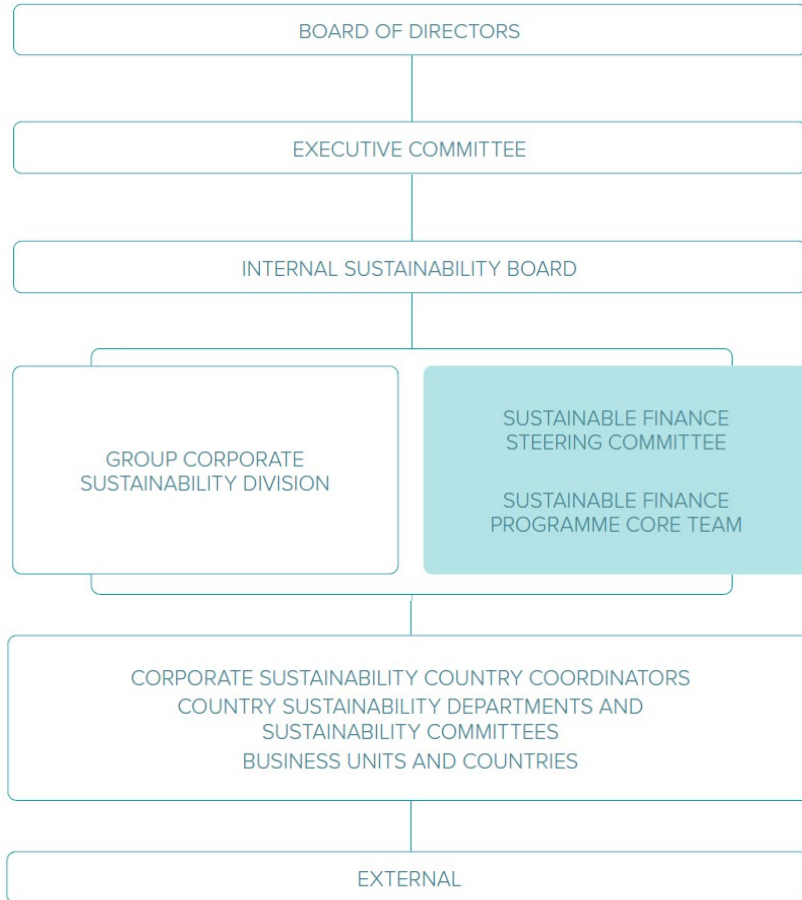 BOARD OF DIRECTORS
EXECUTIVE COMMITTEE
INTERNAL SUSTAINABILITY BOARD
GROUP CORPORATE
SUSTAINABILITY DIVISION
SUSTAINABLE FINANCE
STEERING COMMITTEE
SUSTAINABLE FINANCE
PROGRAMME CORE TEAM
CORPORATE SUSTAINABILITY COUNTRY COORDINATORS
COUNTRY SUSTAINABILITY DEPARTMENTS AND
SUSTAINABILITY COMMITTEES
BUSINESS UNITS AND COUNTRIES
EXTERNAL